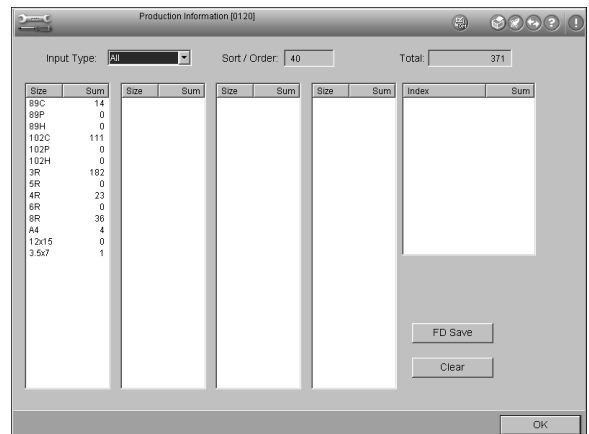 Production Information [0120]
Input Type: All Sort / Order: 40 Total: 371
Size Sum Size Sum Size Sum Size Sum Index Sum
89C 14
89P 0
89H 0
102C 111
102P 0
102H 0
3R 182
5R 0
4R 23
6R 0
8R 36
A4 4
12x15 0
3.5x7 1
FD Save
Clear
OK